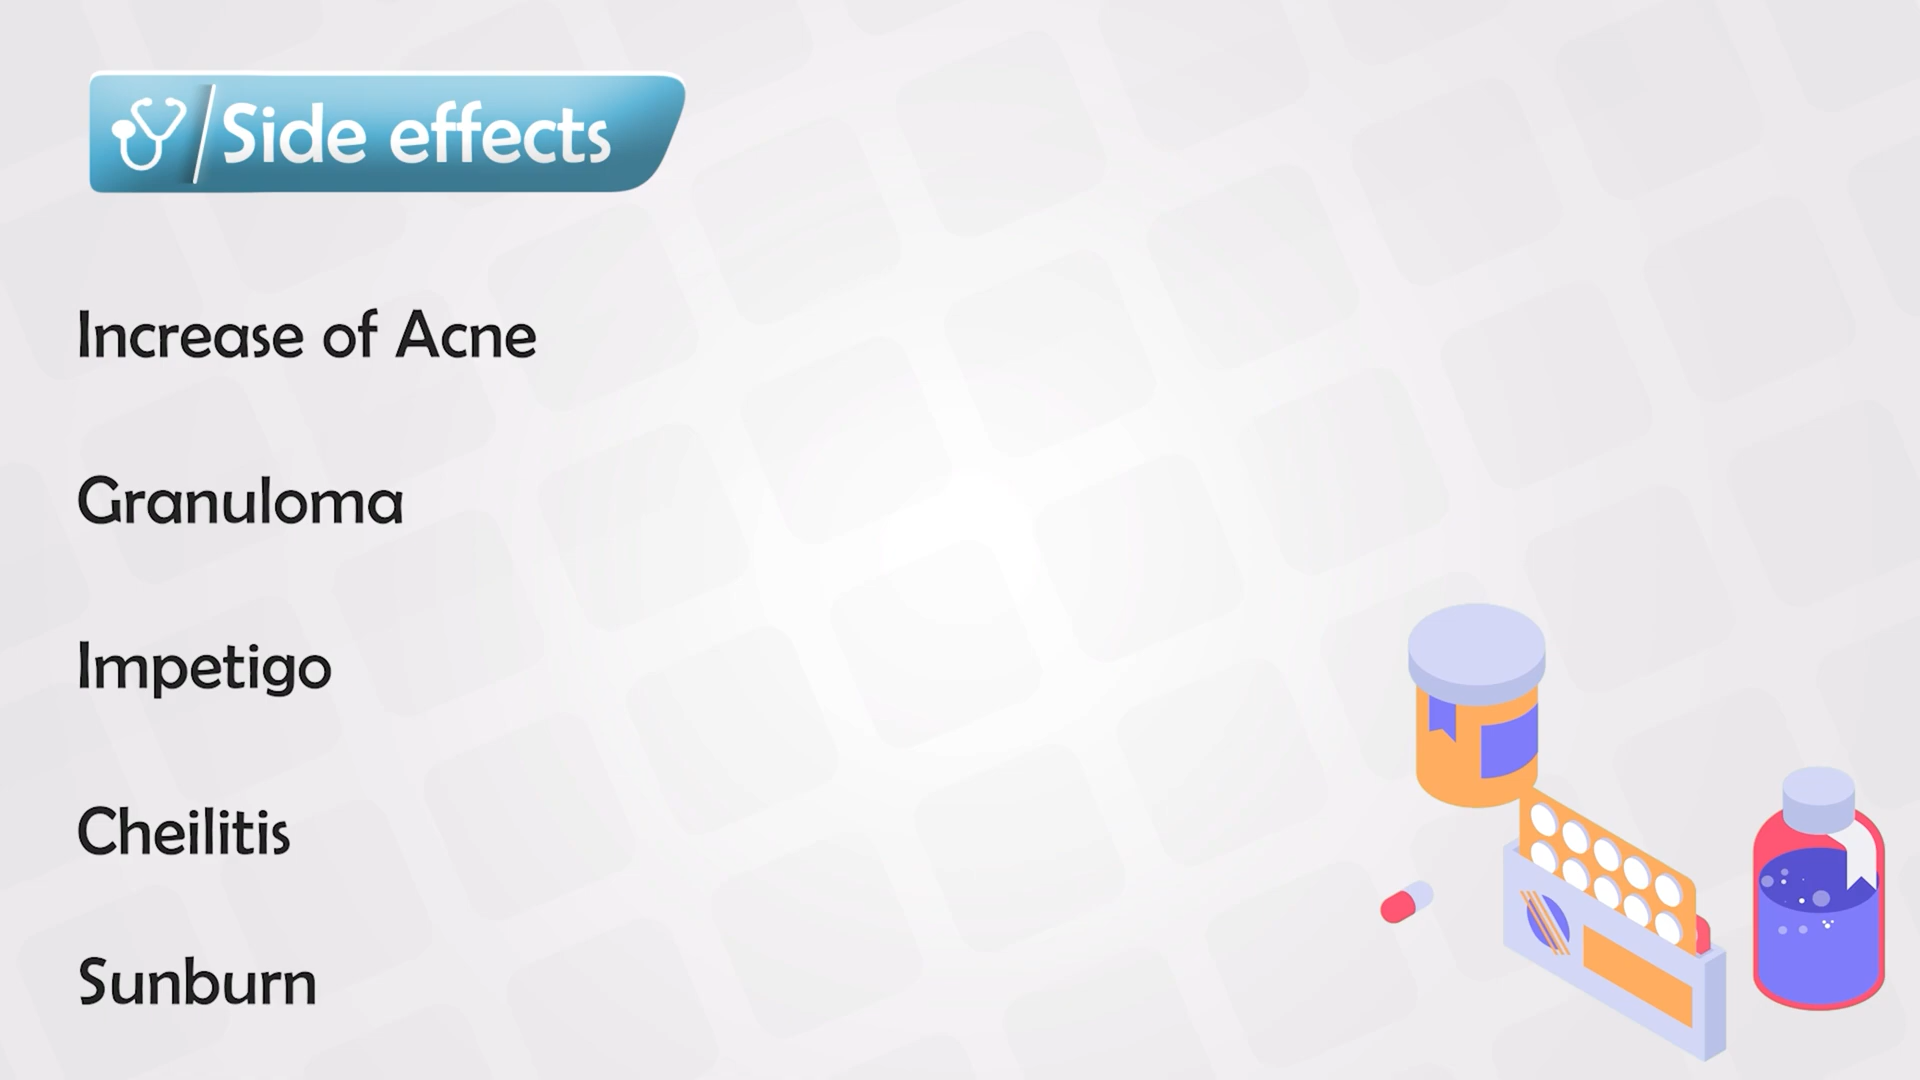 Side effects
Increase of Acne
Granuloma
Impetigo
Cheilitis
Sunburn